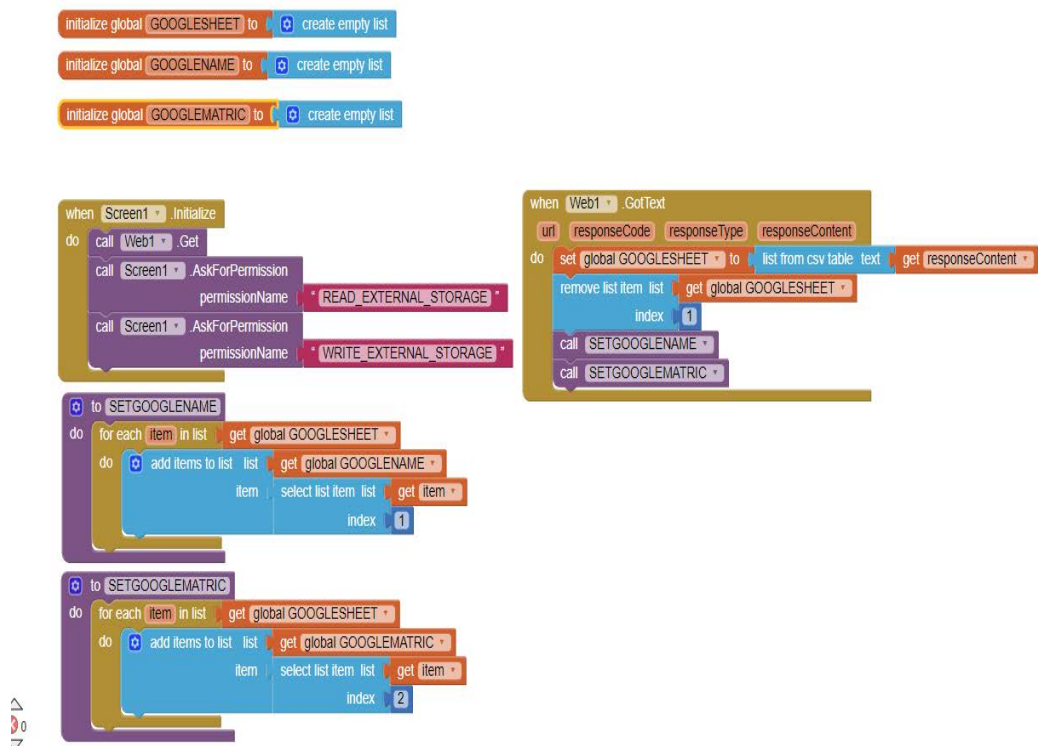 initialize global GOOGLESHEET to create empty list
initialize global GOOGLENAME to create empty list
initialize global GOOGLEMATRIC to create empty list
when Screen1 .Initialize
do call Web1 .Get
call Screen1 .AskForPermission
permissionName " READ_EXTERNAL_STORAGE "
call Screen1 .AskForPermission
permissionName " WRITE_EXTERNAL_STORAGE "
when Web1 .GotText
url responseCode responseType responseContent
do set global GOOGLESHEET to list from csv table text get responseContent
remove list item list get global GOOGLESHEET
index 1
call SETGOOGLENAME
call SETGOOGLEMATRIC
to SETGOOGLENAME
do for each item in list get global GOOGLESHEET
do add items to list list get global GOOGLENAME
item select list item list get item
index 1
to SETGOOGLEMATRIC
do for each item in list get global GOOGLESHEET
do add items to list list get global GOOGLEMATRIC
item select list item list get item
index 2
0